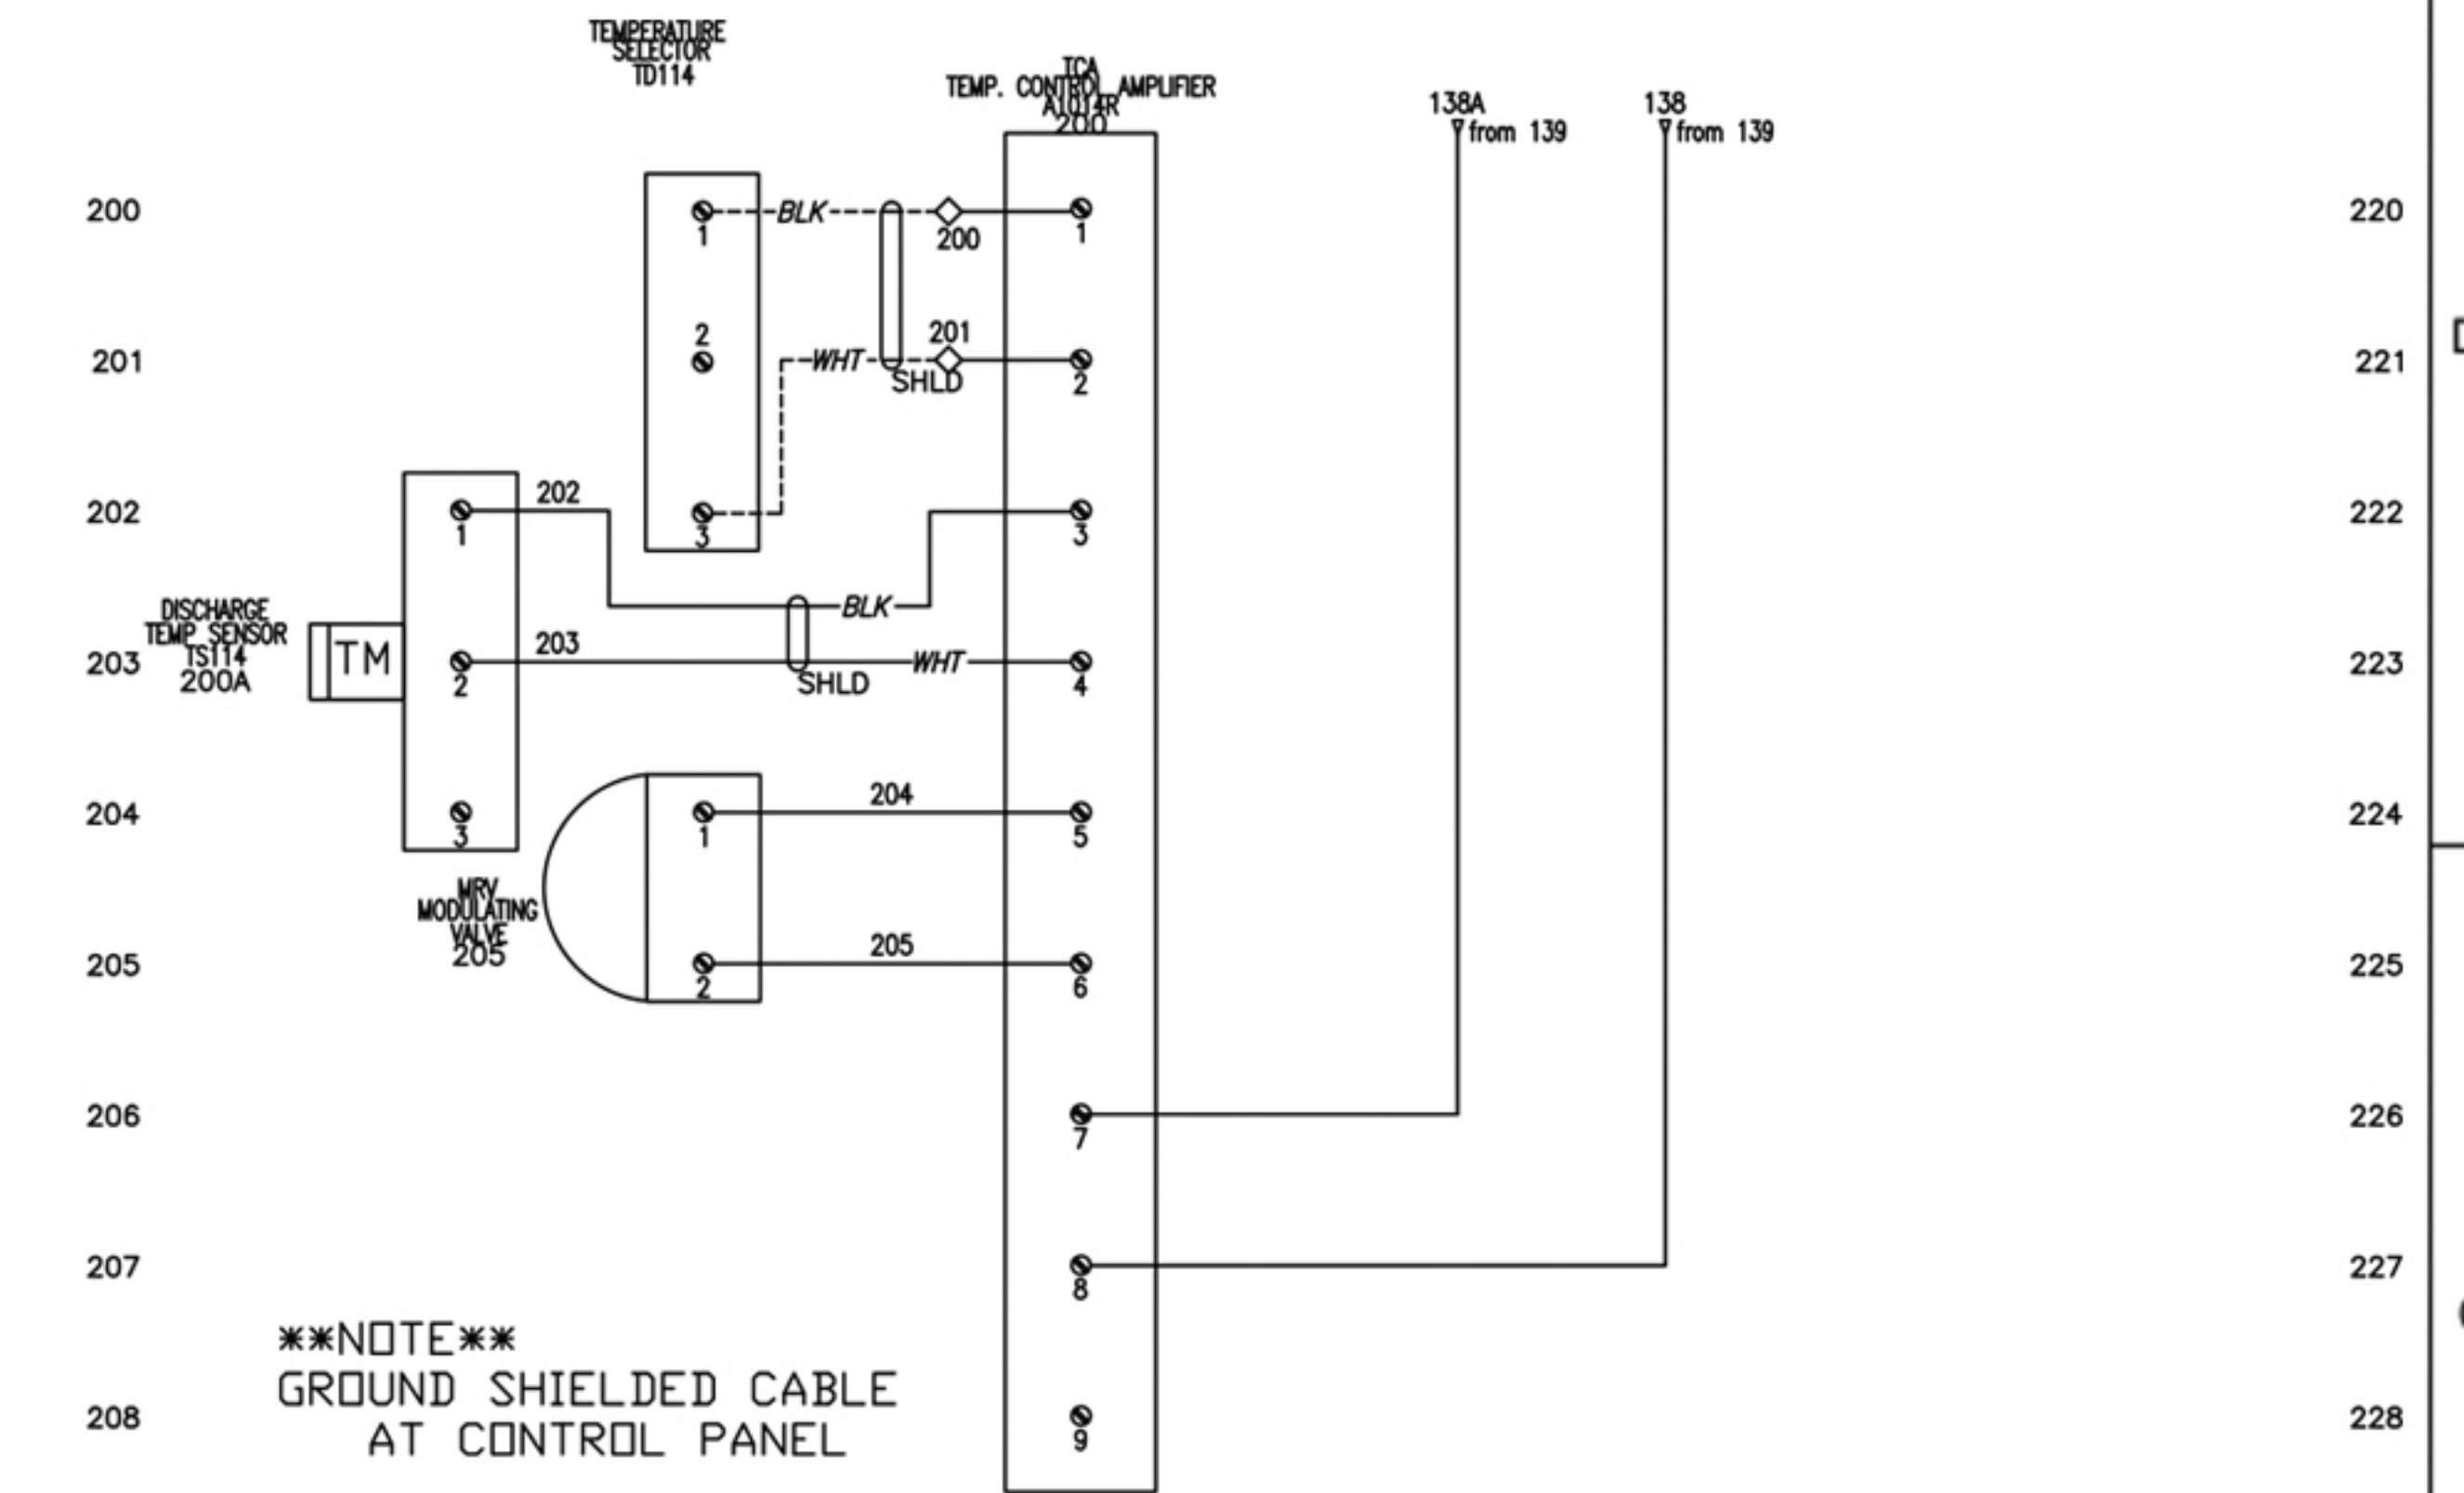 TEMPERATURE
SELECTOR
TD114
TCA
TEMP. CONTROL AMPLIFIER
A1014R
200
138A
from 139
138
from 139
200
1
BLK
200
1
220
201
2
WHT
201
SHLD
2
221
202
1
202
3
BLK
3
222
DISCHARGE
TEMP SENSOR
TS114
200A
TM
203
2
203
SHLD
WHT
4
223
204
3
1
204
5
224
MRV
MODULATING
VALVE
205
205
2
205
6
225
206
7
226
207
8
227
**NOTE**
GROUND SHIELDED CABLE
AT CONTROL PANEL
208
9
228